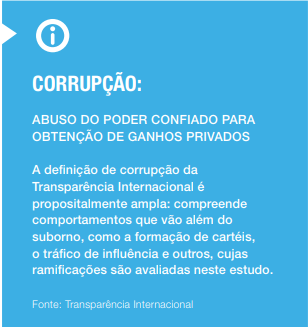 CORRUPÇÃO:
ABUSO DO PODER CONFIADO PARA
OBTENÇÃO DE GANHOS PRIVADOS
A definição de corrupção da
Transparência Internacional é
propositalmente ampla: compreende
comportamentos que vão além do
suborno, como a formação de cartéis,
o tráfico de influência e outros, cujas
ramificações são avaliadas neste estudo.
Fonte: Transparência Internacional